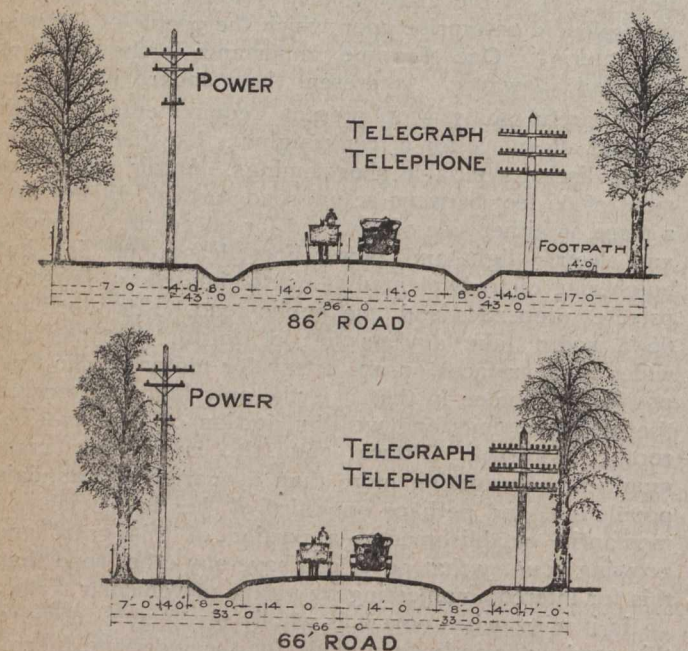 POWER
TELEGRAPH
TELEPHONE
FOOTPATH
4'-0
7-0 4'-0 8-0 14'-0 14-0 8-0 4'-0 17-0
43-0 43-0
86-0
86' ROAD
POWER
TELEGRAPH
TELEPHONE
7'-0" 4'-0" 8-0 14-0 14'-0 8-0 4-0 7-0"
33-0 33-0
66-0
66' ROAD